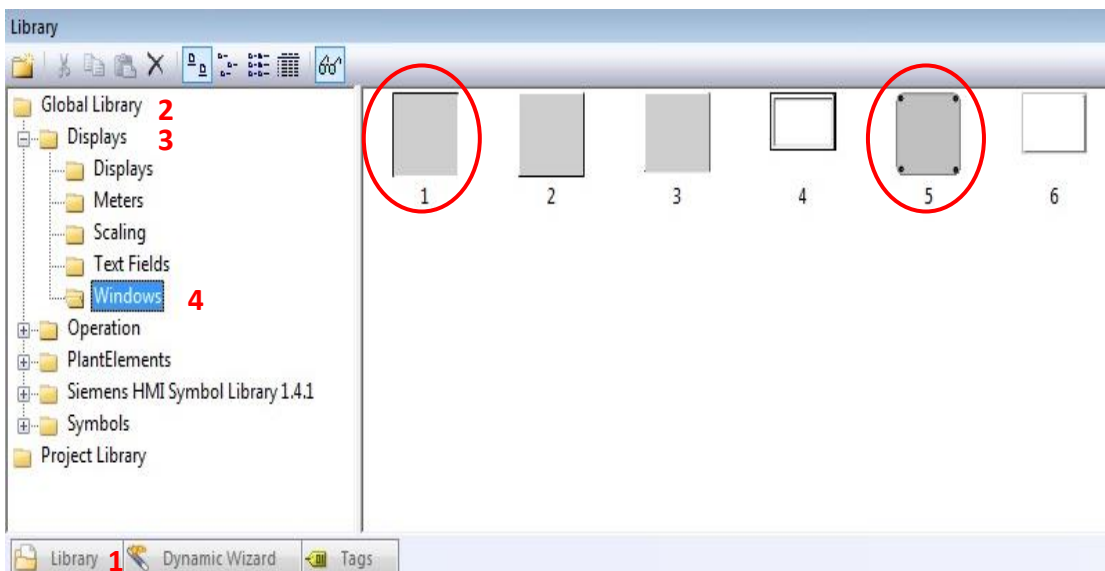 Library
Global Library 2
Displays 3
Displays
Meters
Scaling
Text Fields
Windows 4
Operation
PlantElements
Siemens HMI Symbol Library 1.4.1
Symbols
Project Library
1 2 3 4 5 6
Library 1 Dynamic Wizard Tags